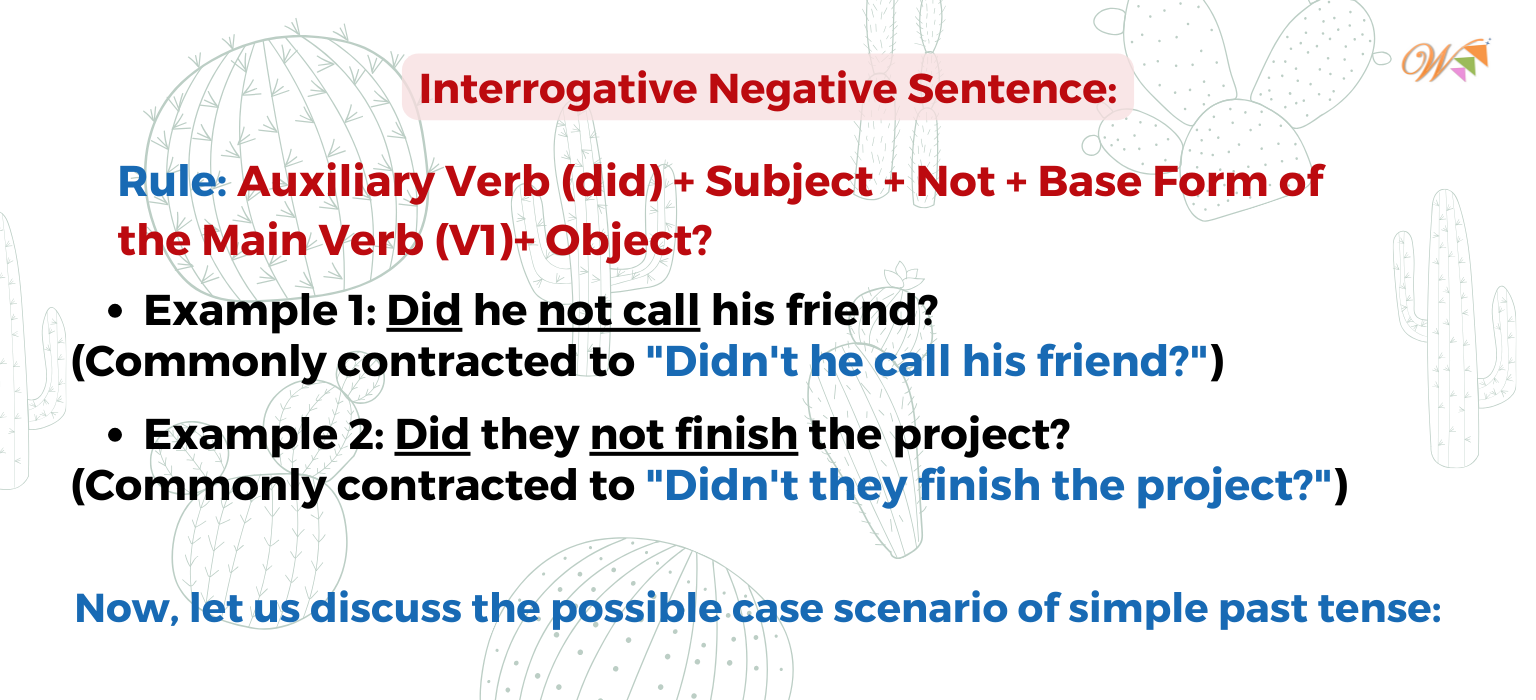 Interrogative Negative Sentence:
W
Rule: Auxiliary Verb (did) + Subject + Not + Base Form of
the Main Verb (V1)+ Object?
• Example 1: Did he not call his friend?
(Commonly contracted to "Didn't he call his friend?")
• Example 2: Did they not finish the project?
(Commonly contracted to "Didn't they finish the project?")
Now, let us discuss the possible case scenario of simple past tense: